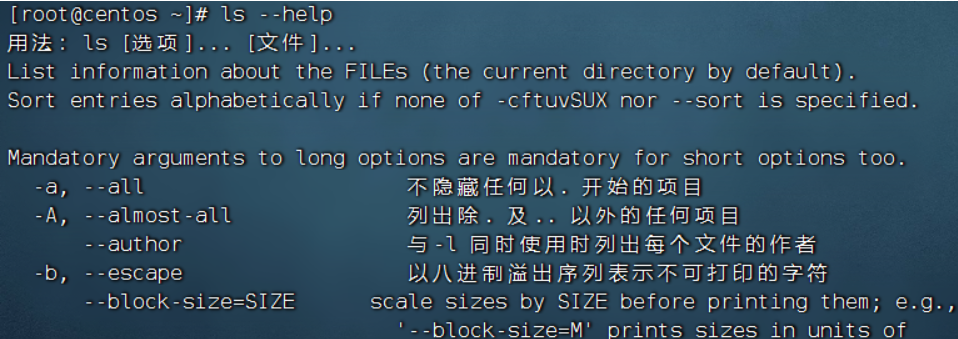 [root@centos ~]# ls --help
用法：ls [选项]... [文件]...
List information about the FILEs (the current directory by default).
Sort entries alphabetically if none of -cftuvSUX nor --sort is specified.
Mandatory arguments to long options are mandatory for short options too.
-a, --all 不隐藏任何以. 开始的项目
-A, --almost-all 列出除. 及.. 以外的任何项目
--author 与-l 同时使用时列出每个文件的作者
-b, --escape 以八进制溢出序列表示不可打印的字符
--block-size=SIZE scale sizes by SIZE before printing them; e.g.,
'--block-size=M' prints sizes in units of